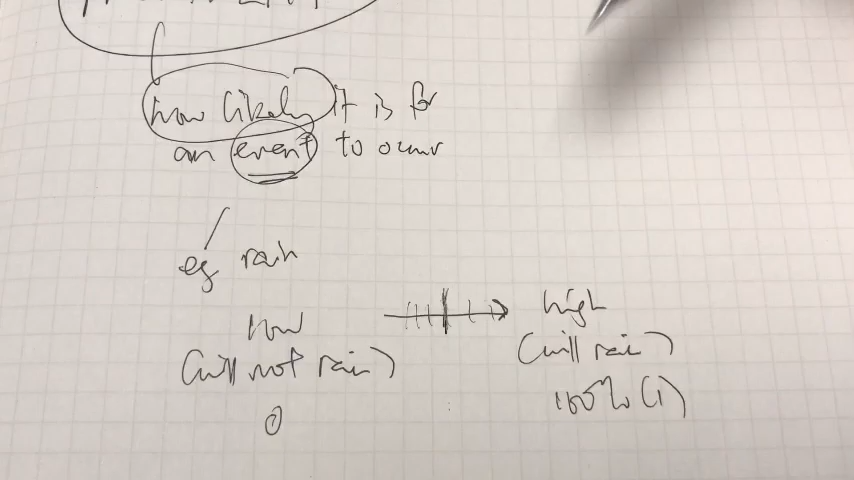 how likely it is for
an event to occur
eg rain
low
high
(will not rain)
(will rain)
0
100% (1)